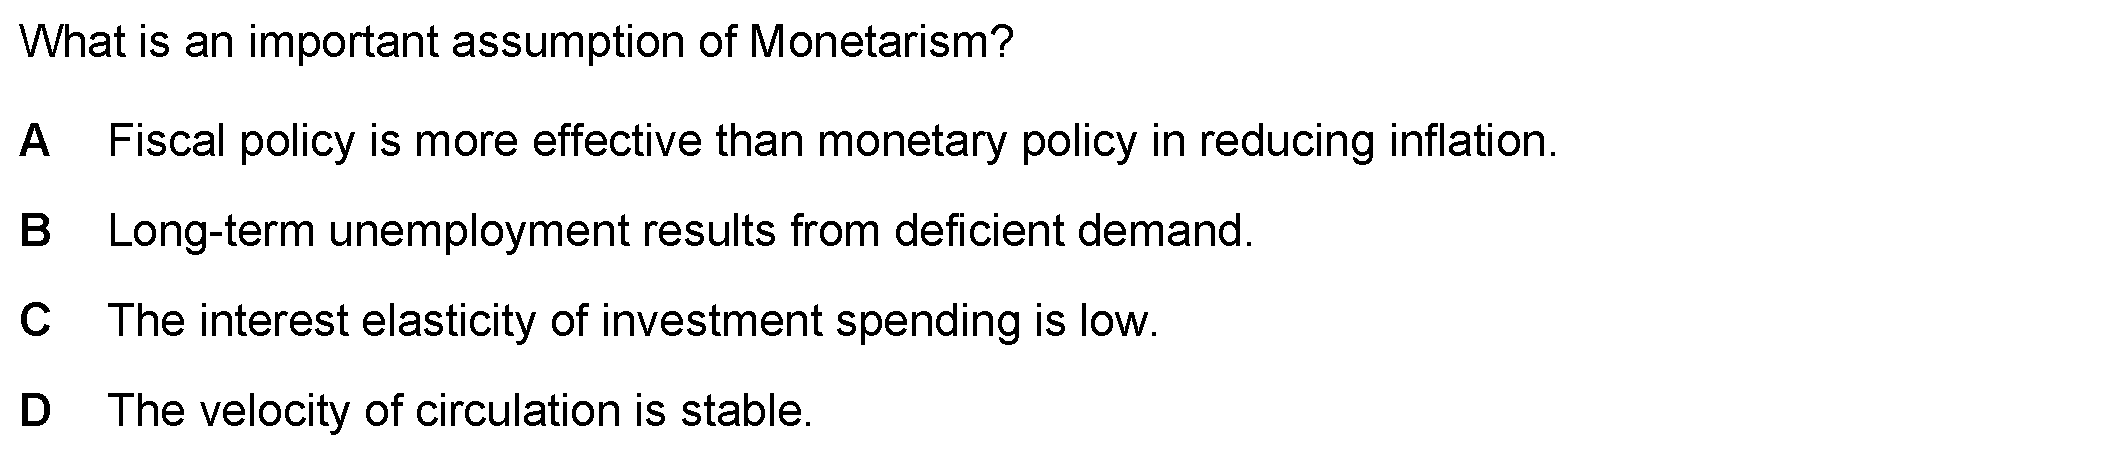 What is an important assumption of Monetarism?
A Fiscal policy is more effective than monetary policy in reducing inflation.
B Long-term unemployment results from deficient demand.
C The interest elasticity of investment spending is low.
D The velocity of circulation is stable.